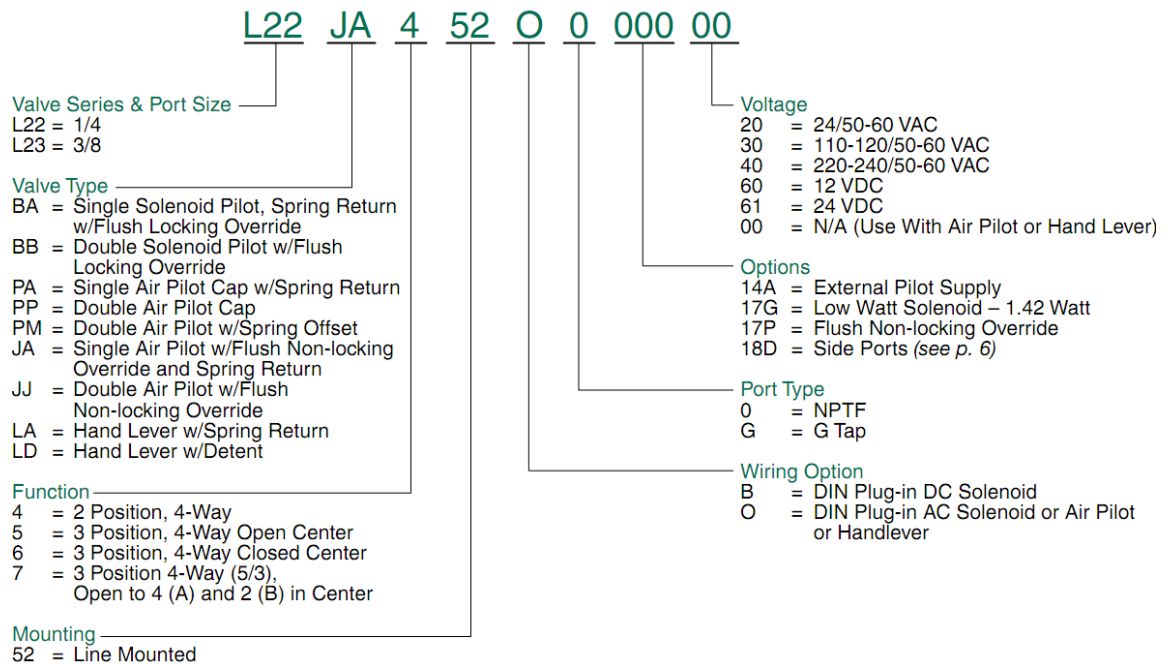 L22 JA 4 52 O 0 000 00
Valve Series & Port Size
L22 = 1/4
L23 = 3/8
Valve Type
BA = Single Solenoid Pilot, Spring Return
w/Flush Locking Override
BB = Double Solenoid Pilot w/Flush
Locking Override
PA = Single Air Pilot Cap w/Spring Return
PP = Double Air Pilot Cap
PM = Double Air Pilot w/Spring Offset
JA = Single Air Pilot w/Flush Non-locking
Override and Spring Return
JJ = Double Air Pilot w/Flush
Non-locking Override
LA = Hand Lever w/Spring Return
LD = Hand Lever w/Detent
Function
4 = 2 Position, 4-Way
5 = 3 Position, 4-Way Open Center
6 = 3 Position, 4-Way Closed Center
7 = 3 Position 4-Way (5/3),
Open to 4 (A) and 2 (B) in Center
Mounting
52 = Line Mounted
Voltage
20 = 24/50-60 VAC
30 = 110-120/50-60 VAC
40 = 220-240/50-60 VAC
60 = 12 VDC
61 = 24 VDC
00 = N/A (Use With Air Pilot or Hand Lever)
Options
14A = External Pilot Supply
17G = Low Watt Solenoid – 1.42 Watt
17P = Flush Non-locking Override
18D = Side Ports (see p. 6)
Port Type
0 = NPTF
G = G Tap
Wiring Option
B = DIN Plug-in DC Solenoid
O = DIN Plug-in AC Solenoid or Air Pilot
or Handlever